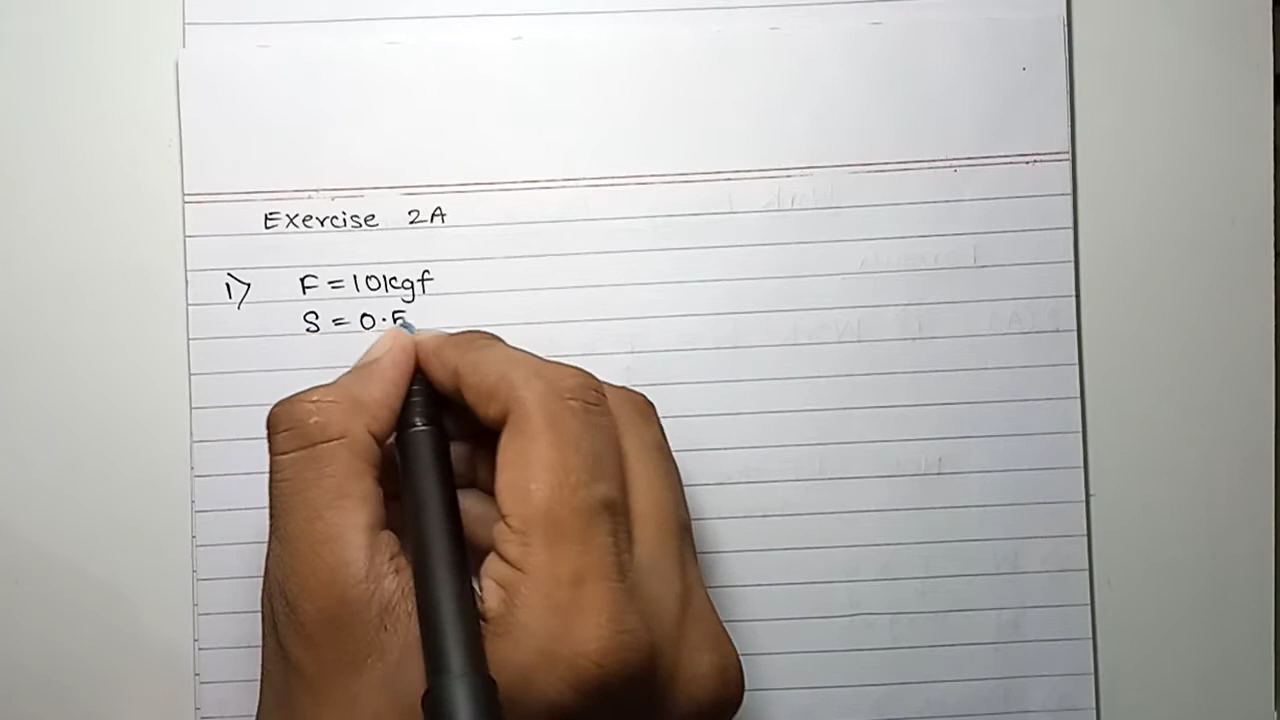 Exercise 2A
1) F = 10kgf
S = 0.5